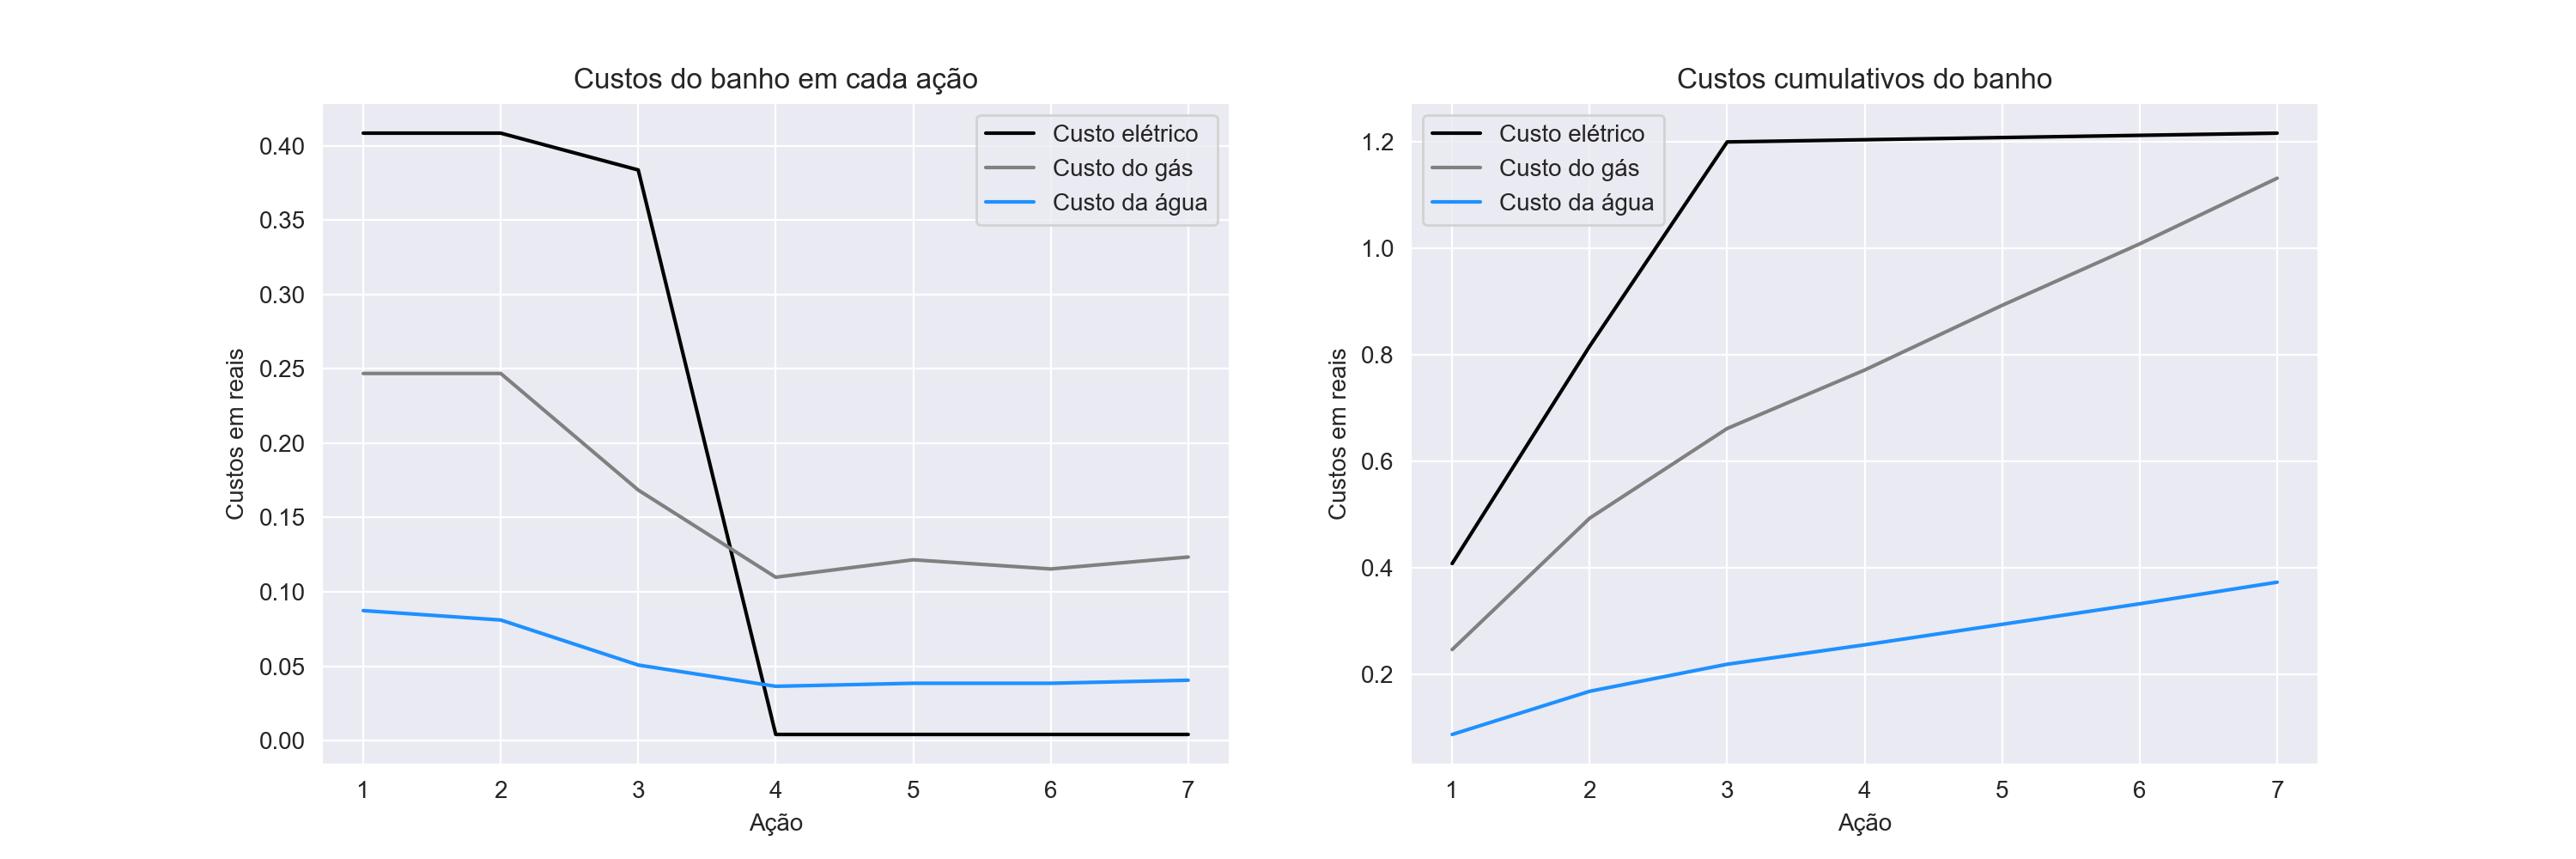 Custos do banho em cada ação
Custo elétrico
Custo do gás
Custo da água
0.40
0.35
0.30
0.25
0.20
0.15
0.10
0.05
0.00
Custos em reais
1 2 3 4 5 6 7
Ação
Custos cumulativos do banho
Custo elétrico
Custo do gás
Custo da água
1.2
1.0
0.8
0.6
0.4
0.2
Custos em reais
1 2 3 4 5 6 7
Ação